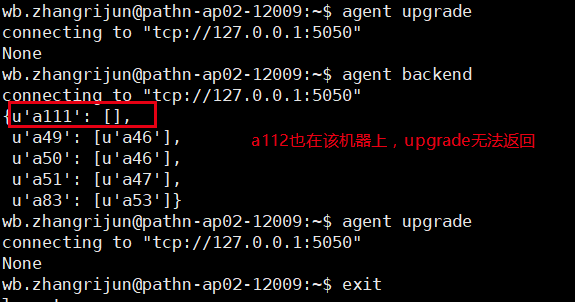 wb.zhangrijun@pathn-ap02-12009:~$ agent upgrade
connecting to "tcp://127.0.0.1:5050"
None
wb.zhangrijun@pathn-ap02-12009:~$ agent backend
connecting to "tcp://127.0.0.1:5050"
{u'a111': [],
u'a49': [u'a46'],
a112也在该机器上，upgrade无法返回
u'a50': [u'a46'],
u'a51': [u'a47'],
u'a83': [u'a53']}
wb.zhangrijun@pathn-ap02-12009:~$ agent upgrade
connecting to "tcp://127.0.0.1:5050"
None
wb.zhangrijun@pathn-ap02-12009:~$ exit